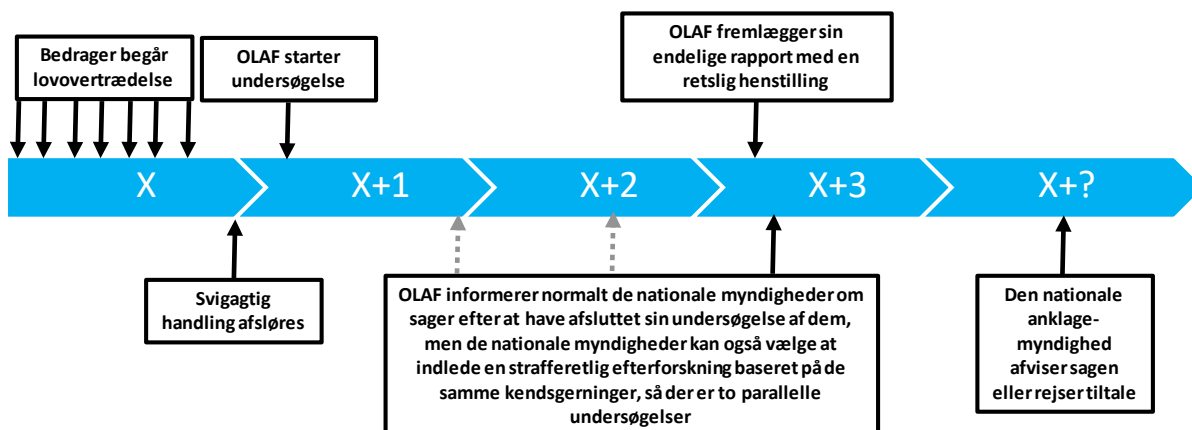 Bedrager begår
lovovertrædelse
OLAF starter
undersøgelse
OLAF fremlægger sin
endelige rapport med en
retslig henstilling
X
X+1
X+2
X+3
X+?
Svigagtig
handling afsløres
OLAF informerer normalt de nationale myndigheder om
sager efter at have afsluttet sin undersøgelse af dem,
men de nationale myndigheder kan også vælge at
indlede en strafferetlig efterforskning baseret på de
samme kendsgerninger, så der er to parallelle
undersøgelser
Den nationale
anklage-
myndighed
afviser sagen
eller rejser tiltale